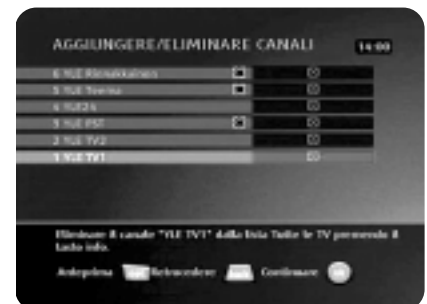 AGGIUNGERE/ELIMINARE CANALI 14:00
6 YLE Riemukkainen
5 YLE Teema
4 YLE24
3 YLE FST
2 YLE TV2
1 YLE TV1
Eliminare il canale "YLE TV1" dalla lista Tutte le TV premendo il
tasto info.
Anteprima Retrocedere Continuare OK